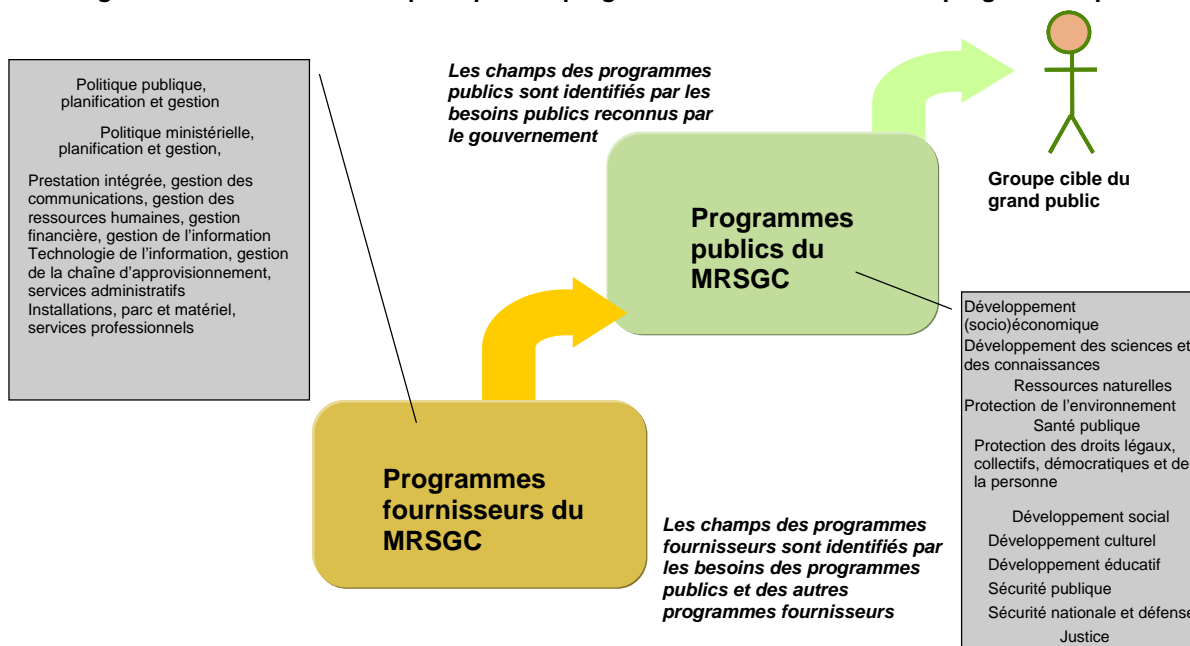 Politique publique,
planification et gestion
Politique ministérielle,
planification et gestion,
Prestation intégrée, gestion des
communications, gestion des
ressources humaines, gestion
financière, gestion de l’information
Technologie de l’information, gestion
de la chaîne d’approvisionnement,
services administratifs
Installations, parc et matériel,
services professionnels
Les champs des programmes
publics sont identifiés par les
besoins publics reconnus par
le gouvernement
Groupe cible du
grand public
Programmes
publics du
MRSGC
Développement
(socio)économique
Développement des sciences et
des connaissances
Ressources naturelles
Protection de l’environnement
Santé publique
Protection des droits légaux,
collectifs, démocratiques et de
la personne
Développement social
Développement culturel
Développement éducatif
Sécurité publique
Sécurité nationale et défense
Justice
Programmes
fournisseurs du
MRSGC
Les champs des programmes
fournisseurs sont identifiés par
les besoins des programmes
publics et des autres
programmes fournisseurs